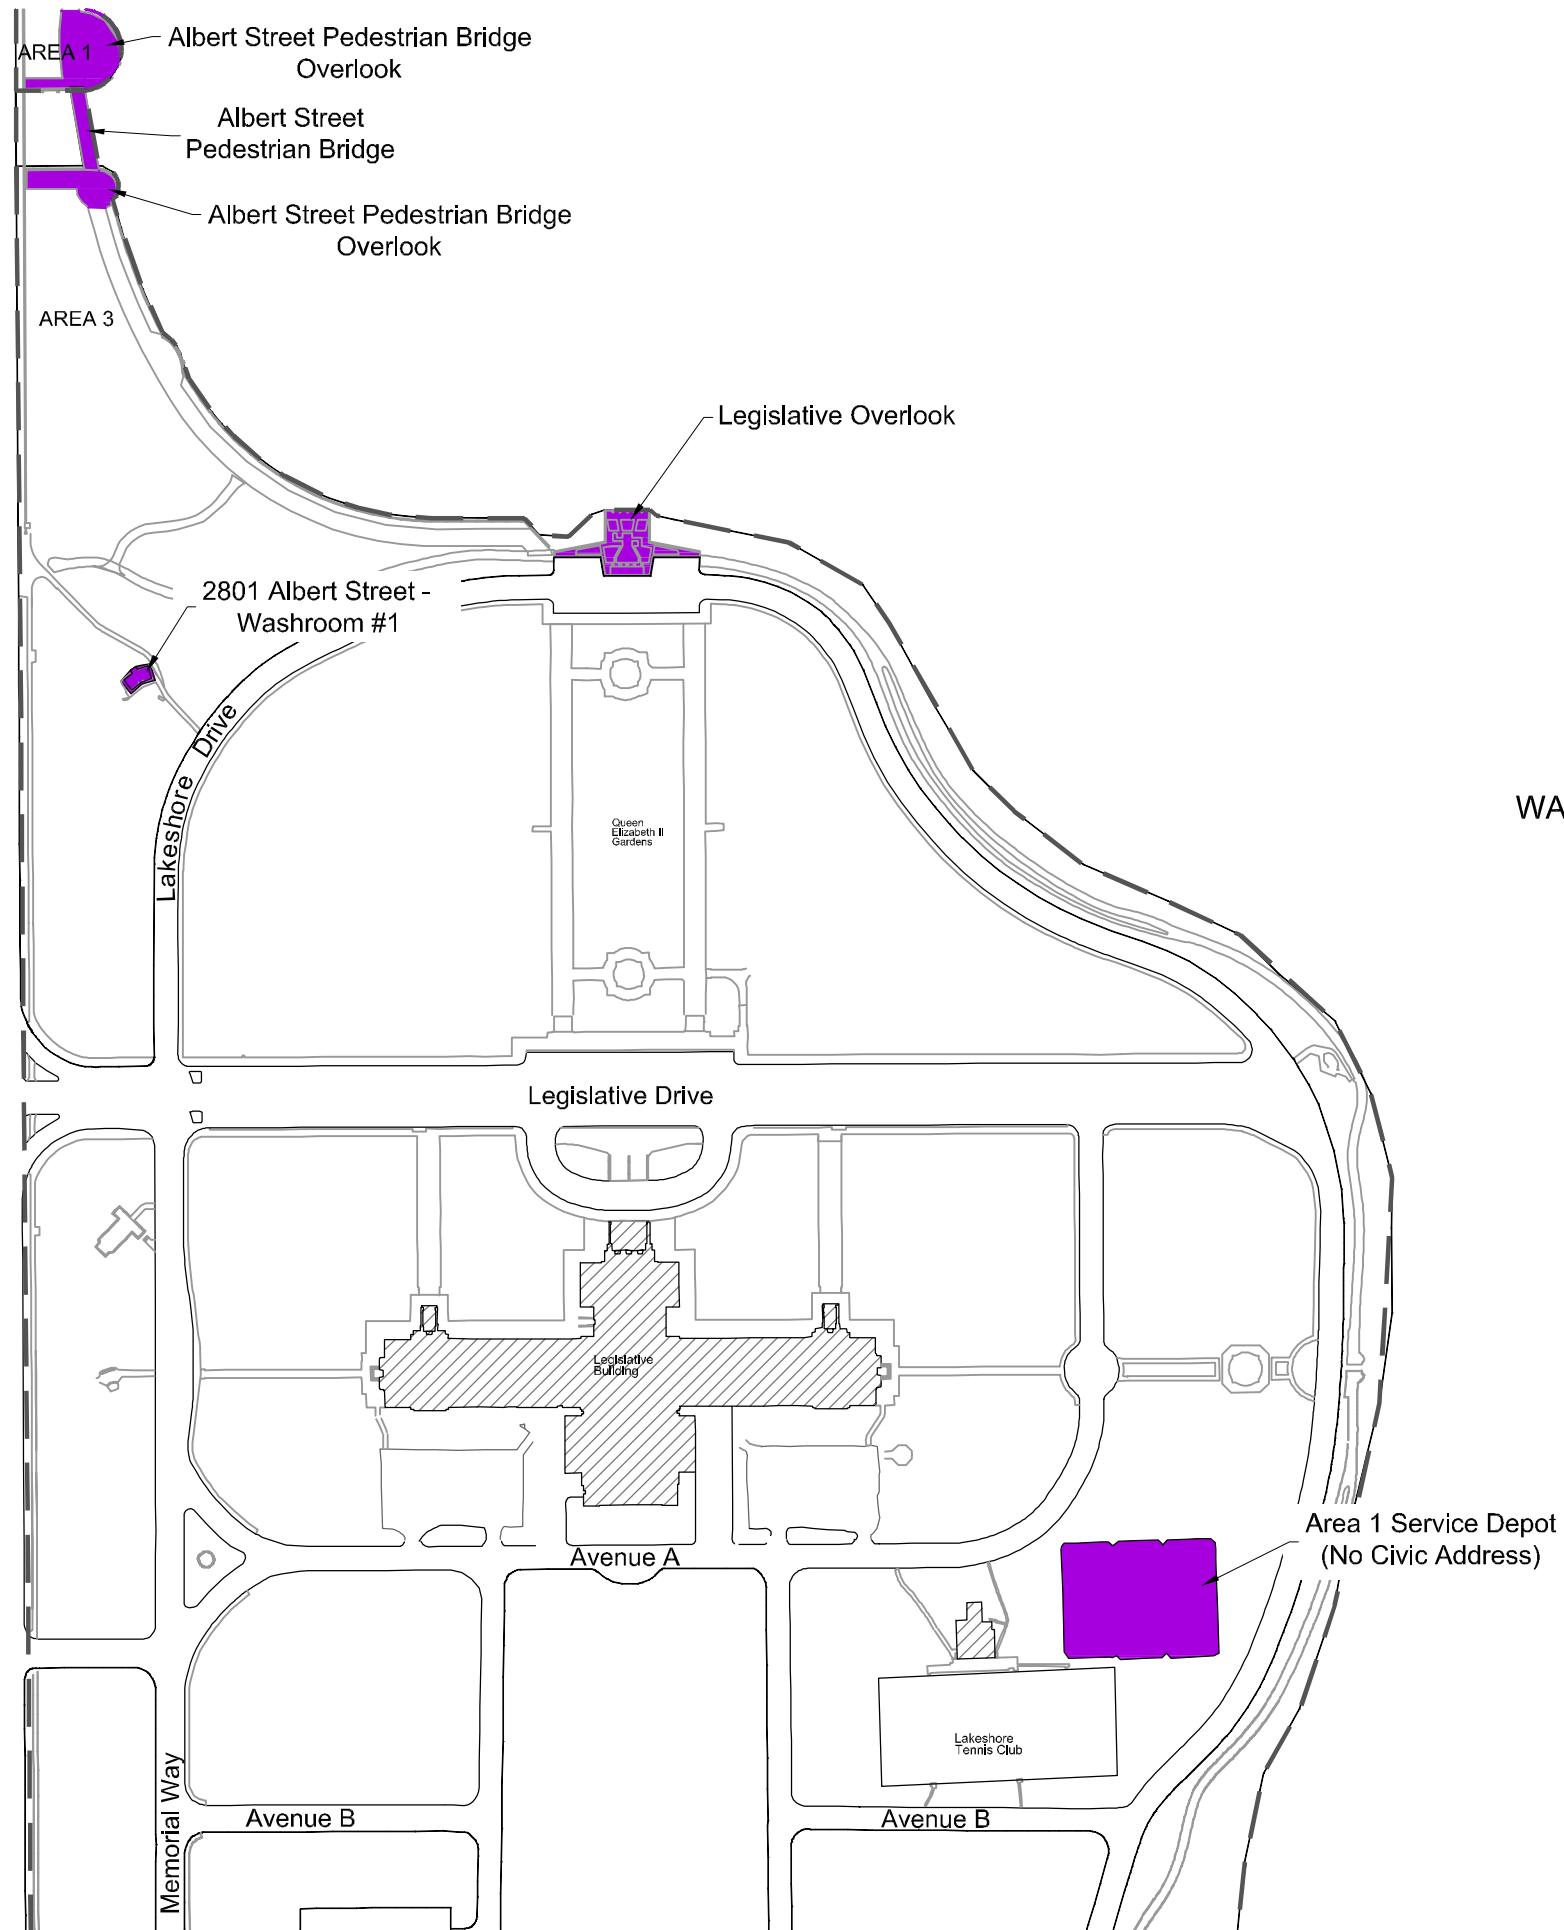 Albert Street Pedestrian Bridge
Overlook
AREA 1
Albert Street
Pedestrian Bridge
Albert Street Pedestrian Bridge
Overlook
AREA 3
Legislative Overlook
2801 Albert Street -
Washroom #1
Lakeshore Drive
WA
Queen
Elizabeth II
Gardens
Legislative Drive
Legislative
Building
Area 1 Service Depot
(No Civic Address)
Avenue A
Lakeshore
Tennis Club
Memorial Way
Avenue B
Avenue B